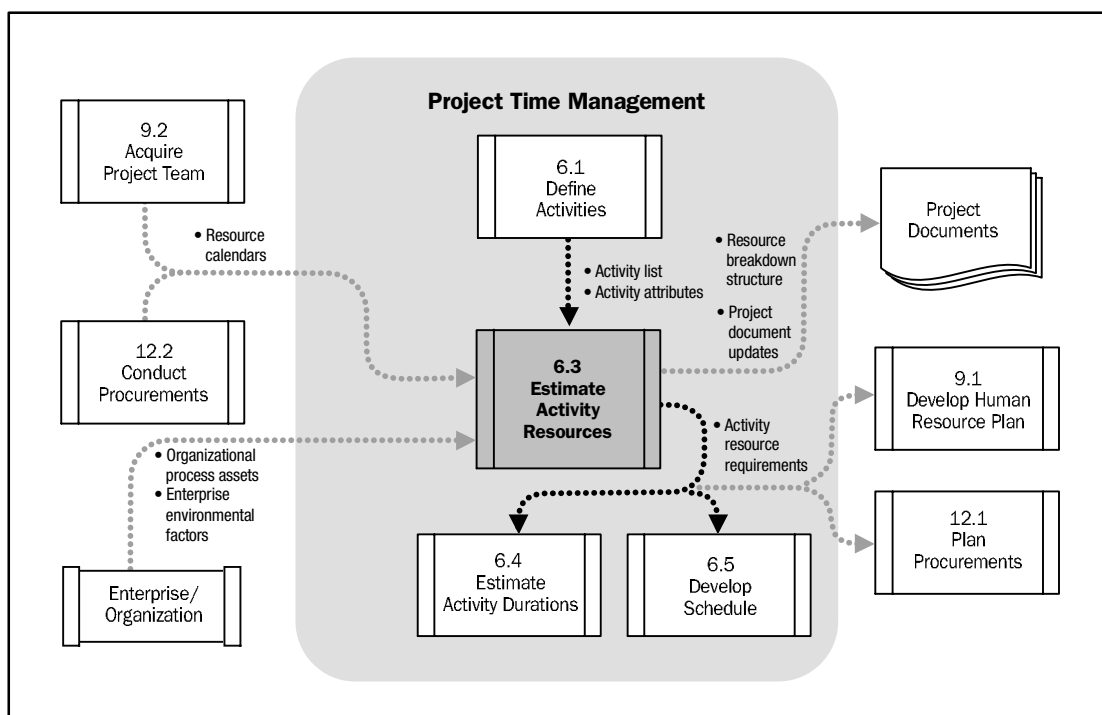 Project Time Management
9.2
Acquire
Project Team
6.1
Define
Activities
Project
Documents
• Resource
calendars
• Resource
breakdown
structure
• Project
document
updates
• Activity list
• Activity attributes
12.2
Conduct
Procurements
6.3
Estimate
Activity
Resources
9.1
Develop Human
Resource Plan
• Activity
resource
requirements
• Organizational
process assets
• Enterprise
environmental
factors
12.1
Plan
Procurements
Enterprise/
Organization
6.4
Estimate
Activity Durations
6.5
Develop
Schedule